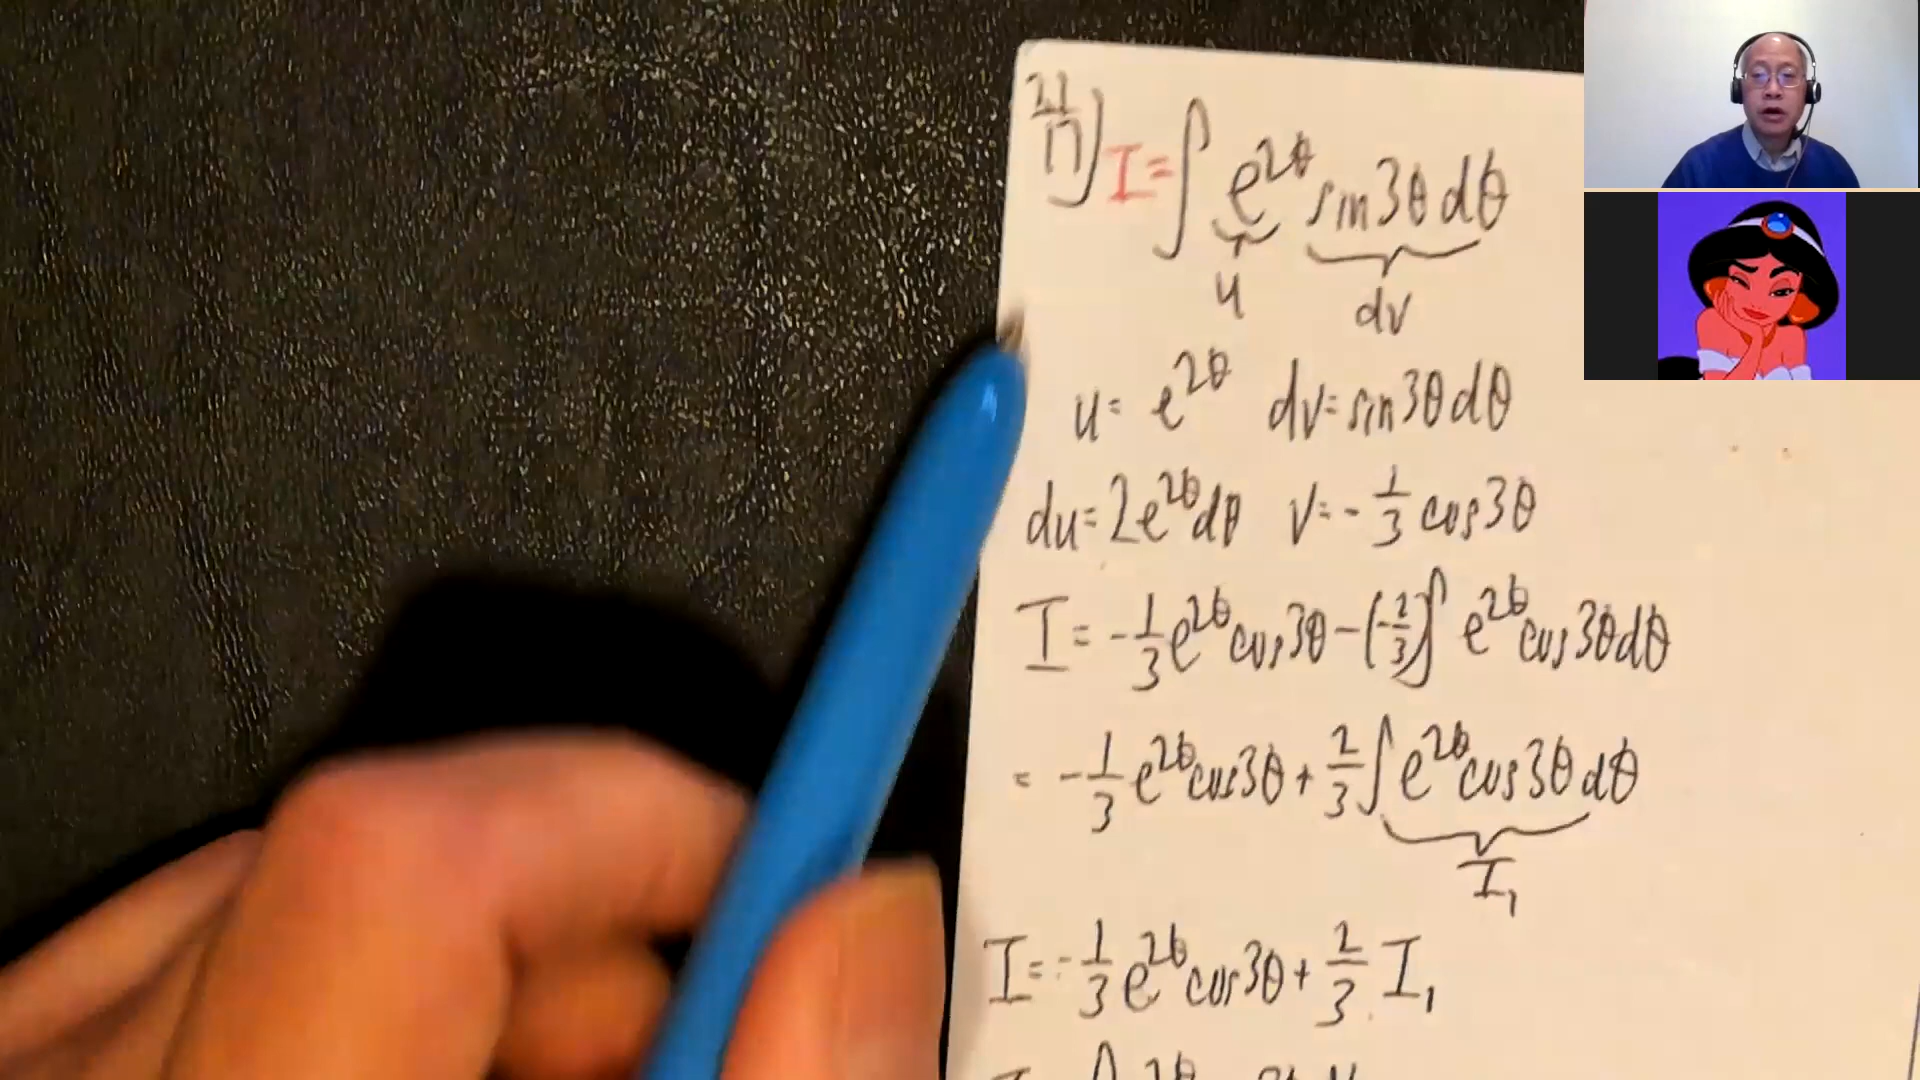 21/17) I = ∫ e^{2θ} sin3θ dθ
u dv
u = e^{2θ} dv = sin3θ dθ
du = 2e^{2θ}dθ v = -1/3 cos3θ
I = -1/3 e^{2θ} cos3θ - (-2/3) ∫ e^{2θ} cos3θ dθ
= -1/3 e^{2θ} cos3θ + 2/3 ∫ e^{2θ} cos3θ dθ
I₁
I = -1/3 e^{2θ} cos3θ + 2/3 I₁